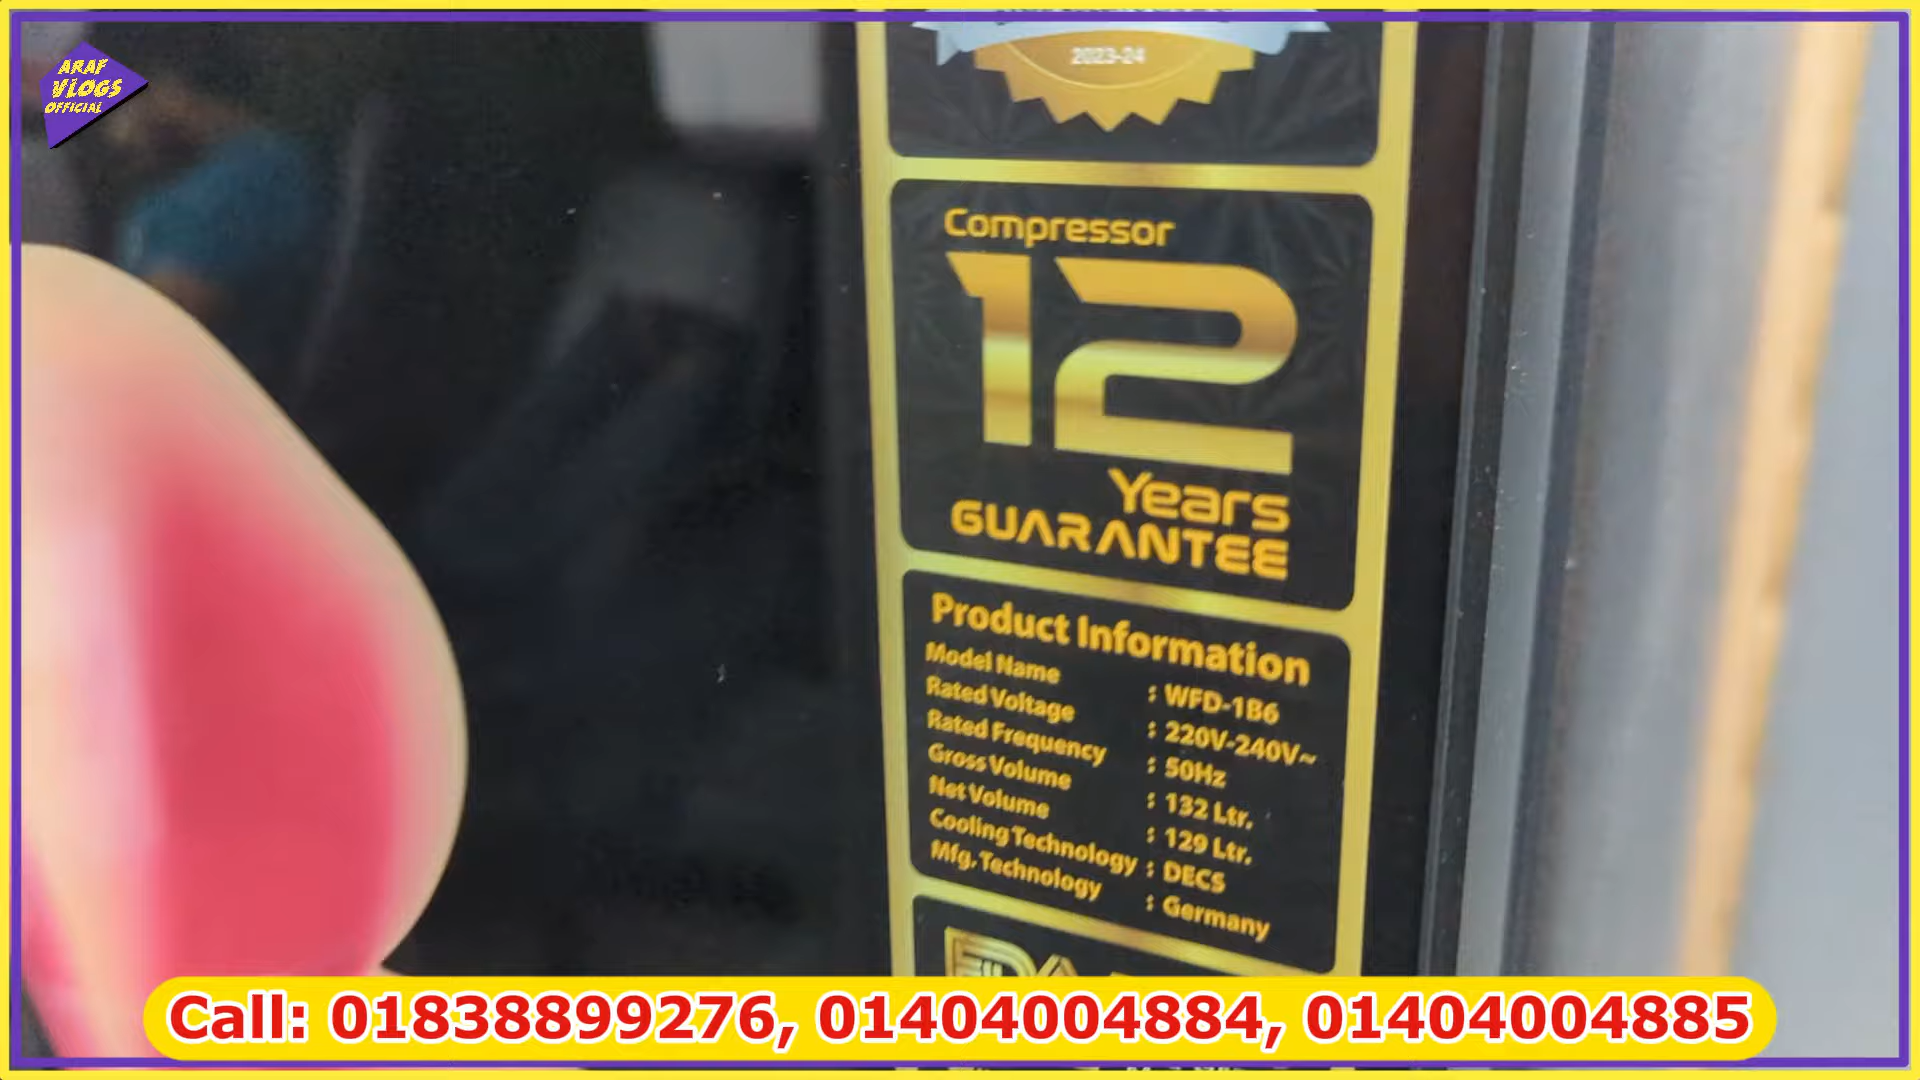 ARAF
VLOGS
OFFICIAL
2023-24
Compressor
12
Years
GUARANTEE
Product Information
Model Name : WFD-1B6
Rated Voltage : 220V-240V~
Rated Frequency : 50Hz
Gross Volume : 132 Ltr.
Net Volume : 129 Ltr.
Cooling Technology : DECS
Mfg. Technology : Germany
Call: 01838899276, 01404004884, 01404004885